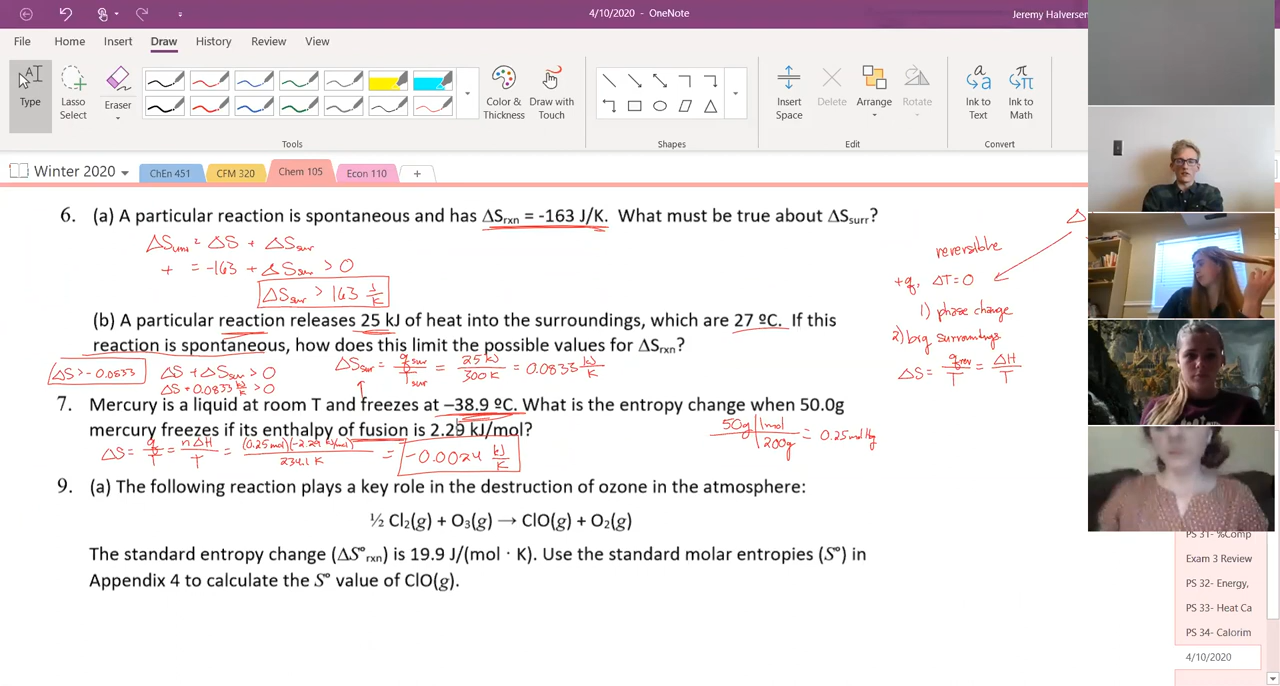 4/10/2020 - OneNote
Jeremy Halversen
File Home Insert Draw History Review View
Type
Lasso Select
Eraser
Color & Thickness
Draw with Touch
Insert Space
Delete
Arrange
Rotate
Ink to Text
Ink to Math
Tools
Shapes
Edit
Convert
Winter 2020
ChEn 451
CFM 320
Chem 105
Econ 110
6. (a) A particular reaction is spontaneous and has ΔSrxn = -163 J/K. What must be true about ΔSsurr?
ΔSuni = ΔS + ΔSsur
+ = -163 + ΔSsur > 0
ΔSsur > 163 J/K
reversible
+q, ΔT=0
1) phase change
2) big surroundings
ΔS = qrev/T = ΔH/T
(b) A particular reaction releases 25 kJ of heat into the surroundings, which are 27 ºC. If this
reaction is spontaneous, how does this limit the possible values for ΔSrxn?
ΔS > -0.0833
ΔS + ΔSsur > 0
ΔS + 0.0833 kJ/K > 0
ΔSsur = qsur/Tsur = 25 kJ/300 K = 0.0833 kJ/K
7. Mercury is a liquid at room T and freezes at –38.9 ºC. What is the entropy change when 50.0g
mercury freezes if its enthalpy of fusion is 2.29 kJ/mol?
50g | 1mol / 200g = 0.25 mol Hg
ΔS = q/T = nΔH/T = (0.25 mol)(-2.29 kJ/mol)/234.1 K = -0.0024 kJ/K
9. (a) The following reaction plays a key role in the destruction of ozone in the atmosphere:
½ Cl₂(g) + O₃(g) → ClO(g) + O₂(g)
The standard entropy change (ΔS°rxn) is 19.9 J/(mol · K). Use the standard molar entropies (S°) in
Appendix 4 to calculate the S° value of ClO(g).
PS 31- %Comp
Exam 3 Review
PS 32- Energy,
PS 33- Heat Ca
PS 34- Calorim
4/10/2020